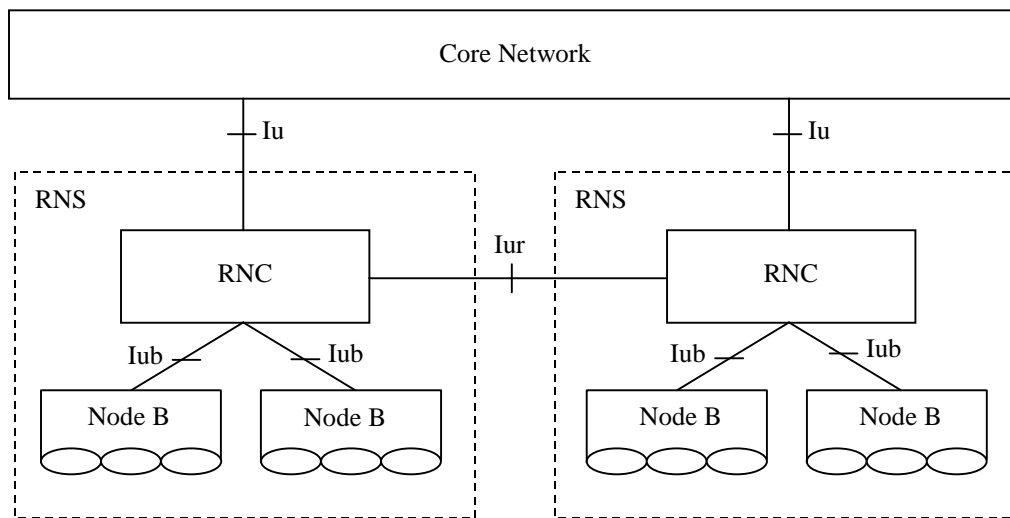 Core Network
Iu
Iu
RNS
RNS
Iur
RNC
RNC
Iub
Iub
Iub
Iub
Node B
Node B
Node B
Node B